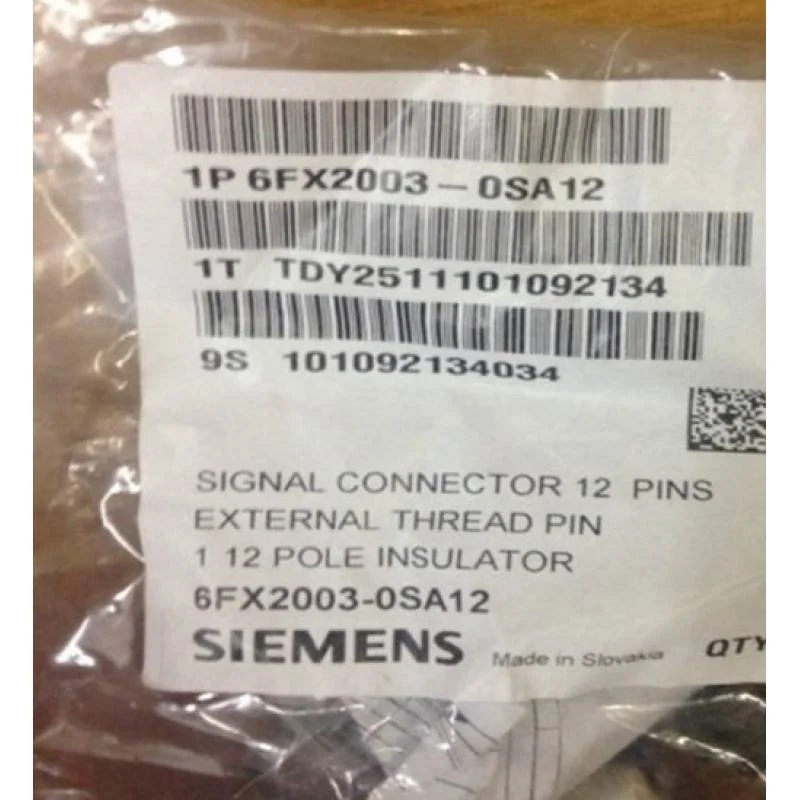 1P 6FX2003-0SA12
1T TDY2511101092134
9S 101092134034
SIGNAL CONNECTOR 12 PINS
EXTERNAL THREAD PIN
1 12 POLE INSULATOR
6FX2003-0SA12
SIEMENS Made in Slovakia QTY